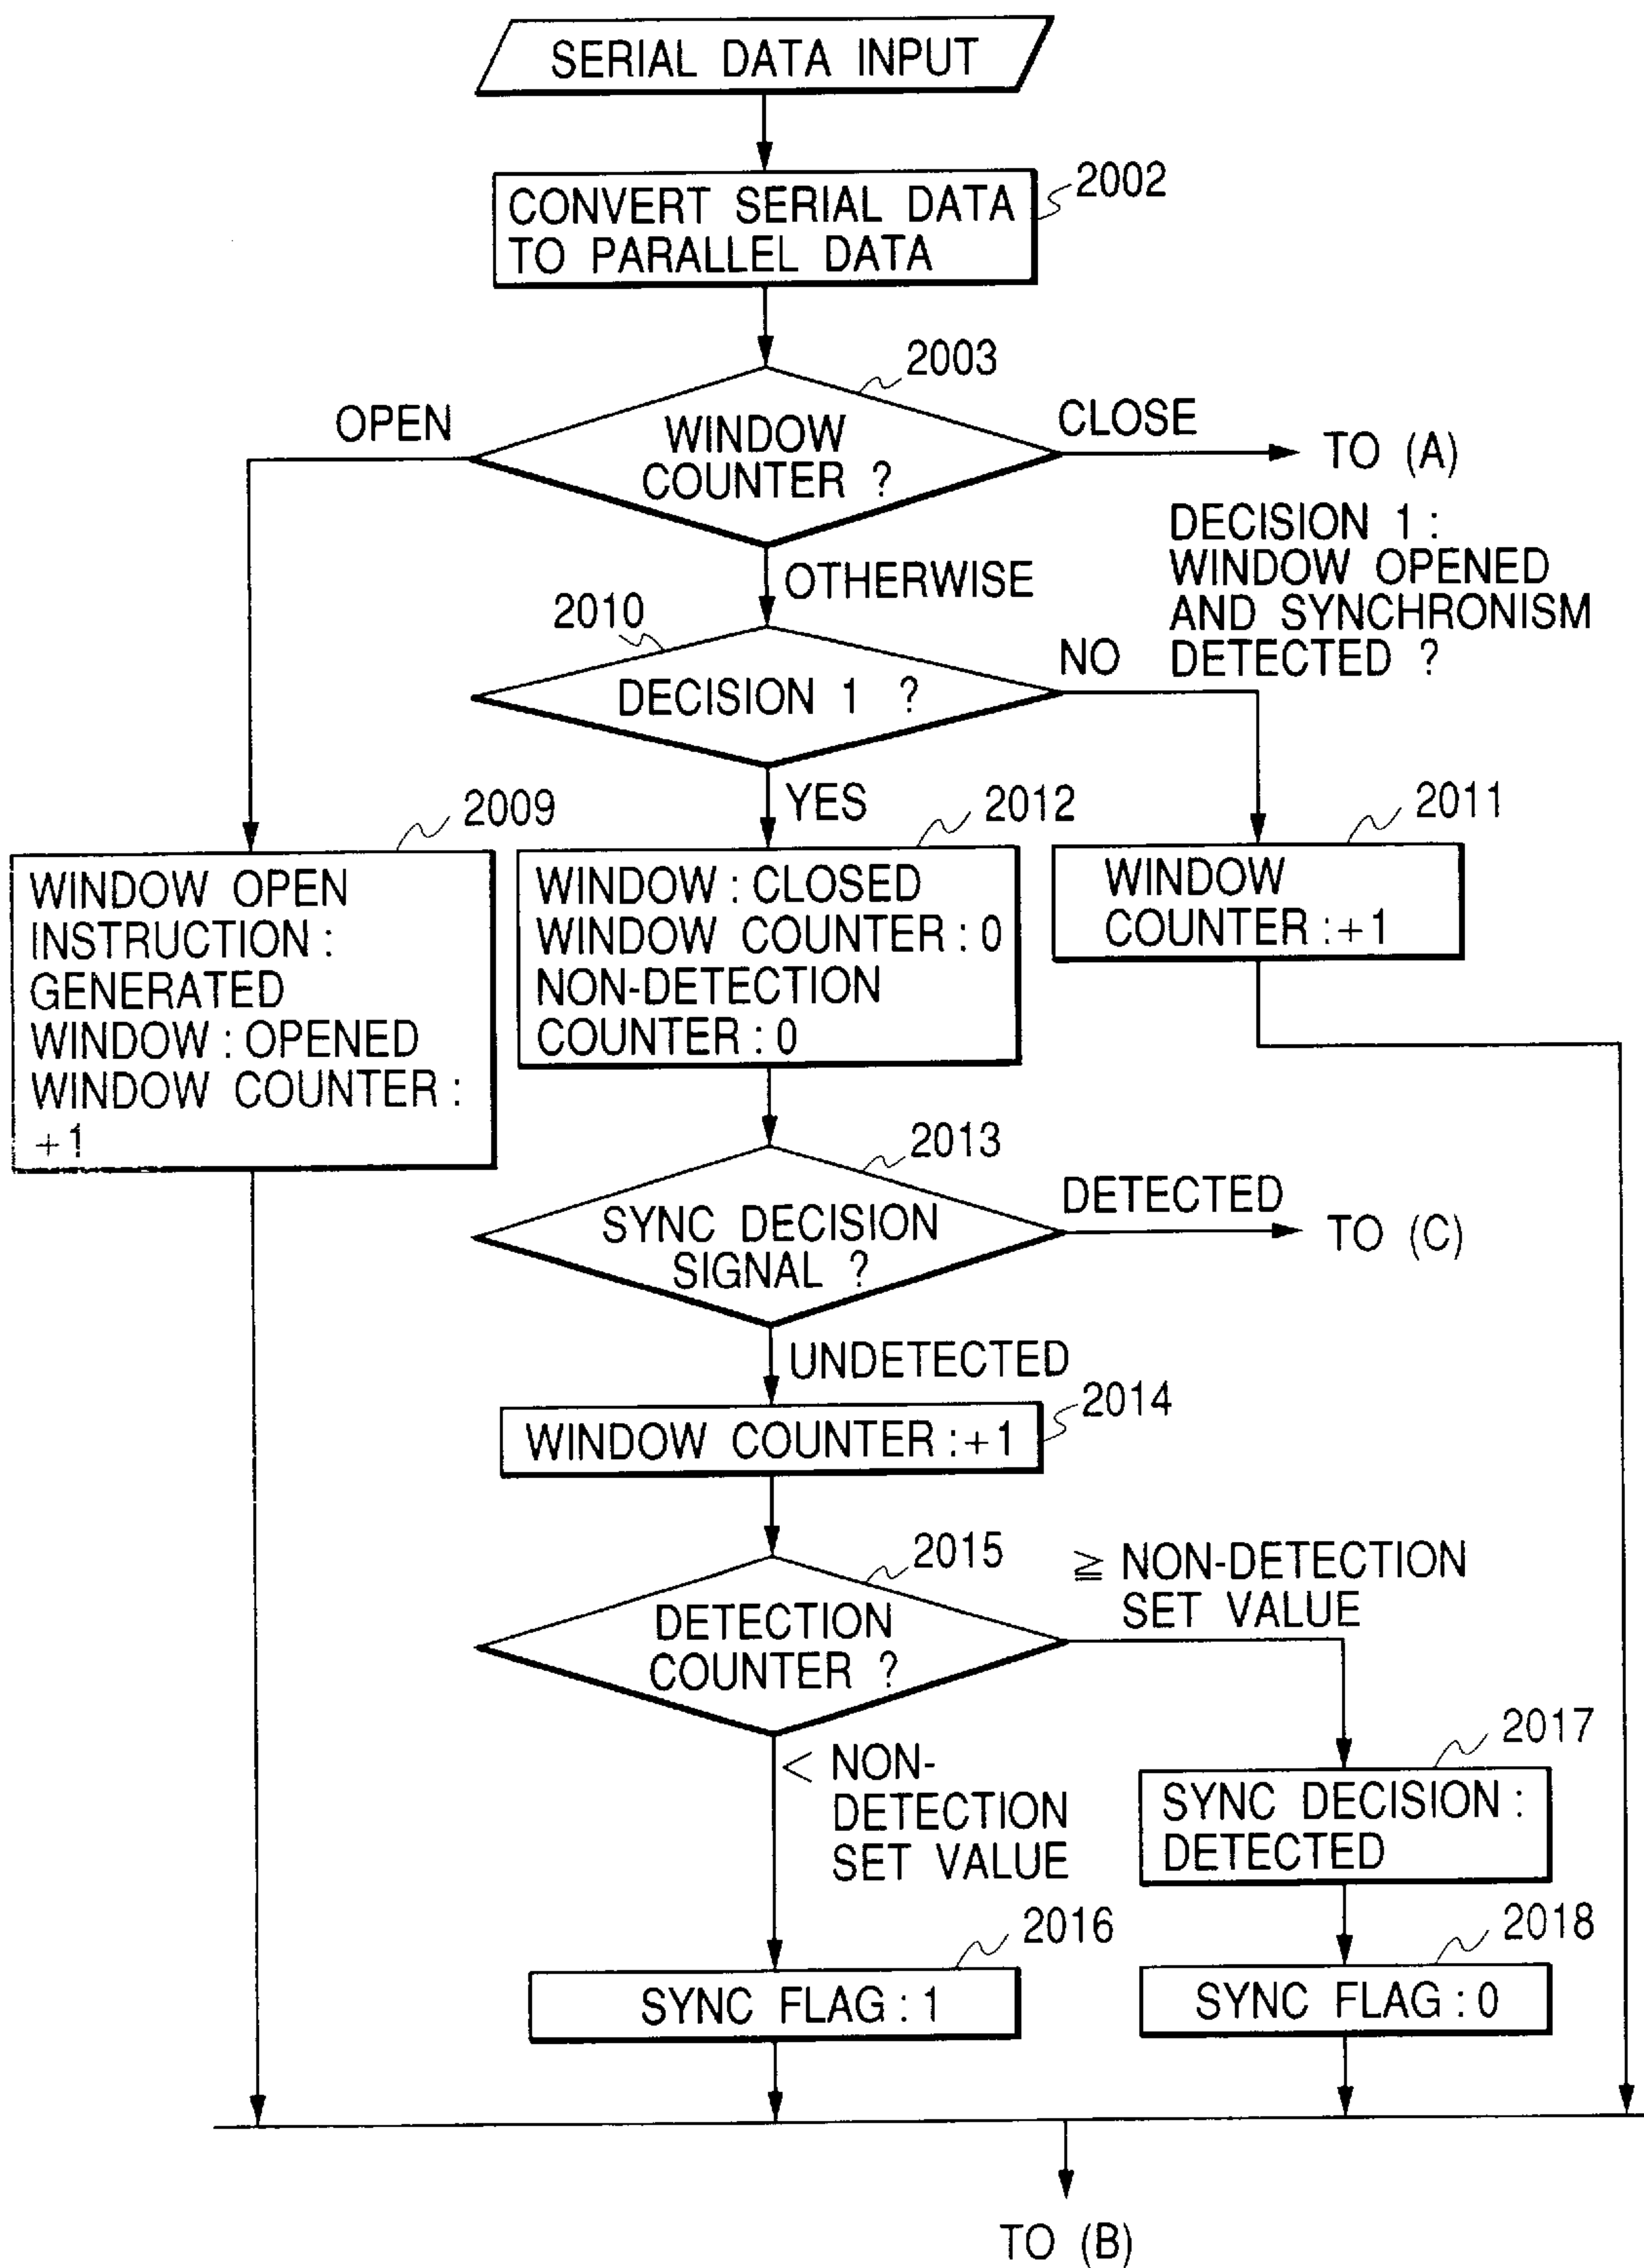 SERIAL DATA INPUT
2002
CONVERT SERIAL DATA
TO PARALLEL DATA
2003
OPEN
WINDOW
COUNTER ?
CLOSE
TO (A)
DECISION 1 :
WINDOW OPENED
AND SYNCHRONISM
DETECTED ?
OTHERWISE
2010
DECISION 1 ?
NO
YES
2009
WINDOW OPEN
INSTRUCTION :
GENERATED
WINDOW : OPENED
WINDOW COUNTER :
+1
2012
WINDOW : CLOSED
WINDOW COUNTER : 0
NON-DETECTION
COUNTER : 0
2011
WINDOW
COUNTER :+1
2013
SYNC DECISION
SIGNAL ?
DETECTED
TO (C)
UNDETECTED
2014
WINDOW COUNTER :+1
2015
DETECTION
COUNTER ?
≧ NON-DETECTION
SET VALUE
< NON-
DETECTION
SET VALUE
2017
SYNC DECISION :
DETECTED
2016
SYNC FLAG : 1
2018
SYNC FLAG : 0
TO (B)